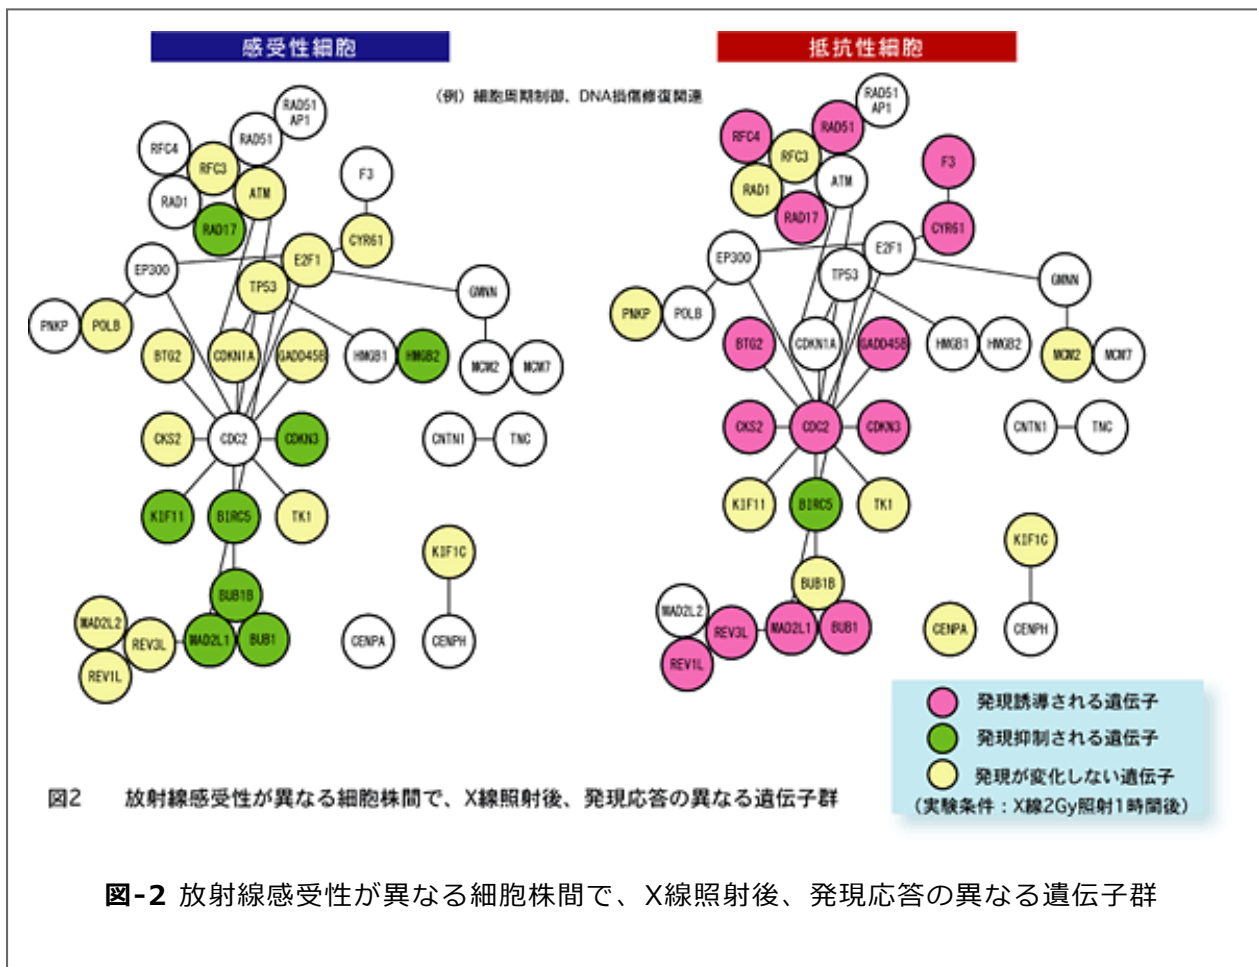 感受性細胞
抵抗性細胞
（例）細胞周期制御、DNA損傷修復関連
RAD51
AP1
RAD51
RFC4
RFC3
ATM
RAD1
RAD17
F3
CYR61
E2F1
EP300
TP53
GMNN
PNKP
POLB
BTG2
CDKN1A
GADD45B
HMGB1
HMGB2
MCM2
MCM7
CKS2
CDC2
CDKN3
CNTN1
TNC
KIF11
BIRC5
TK1
KIF1C
BUB1B
MAD2L2
REV3L
MAD2L1
BUB1
CENPA
CENPH
REV1L
RAD51
AP1
RAD51
RFC4
RFC3
ATM
RAD1
RAD17
F3
CYR61
E2F1
EP300
TP53
GMNN
PNKP
POLB
BTG2
CDKN1A
GADD45B
HMGB1
HMGB2
MCM2
MCM7
CKS2
CDC2
CDKN3
CNTN1
TNC
KIF11
BIRC5
TK1
KIF1C
BUB1B
MAD2L2
REV3L
MAD2L1
BUB1
CENPA
CENPH
REV1L
発現誘導される遺伝子
発現抑制される遺伝子
発現が変化しない遺伝子
（実験条件：X線2Gy照射1時間後）
図2　放射線感受性が異なる細胞株間で、X線照射後、発現応答の異なる遺伝子群
図-2 放射線感受性が異なる細胞株間で、X線照射後、発現応答の異なる遺伝子群